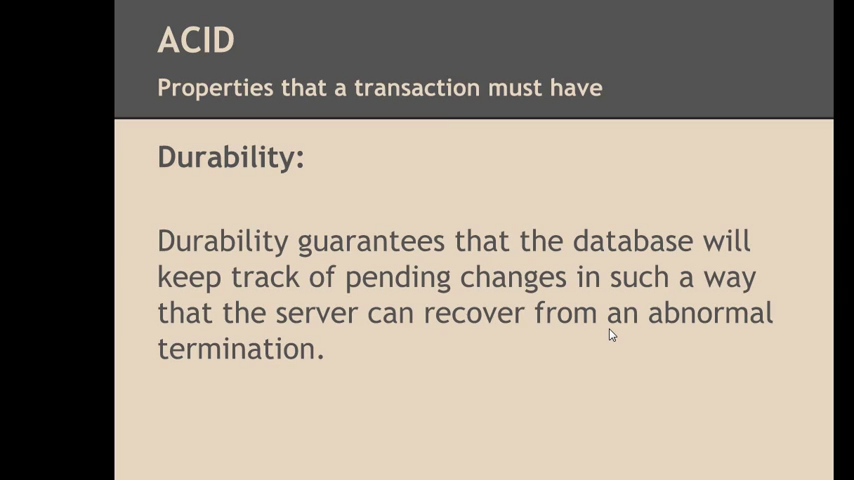 ACID
Properties that a transaction must have
Durability:
Durability guarantees that the database will
keep track of pending changes in such a way
that the server can recover from an abnormal
termination.